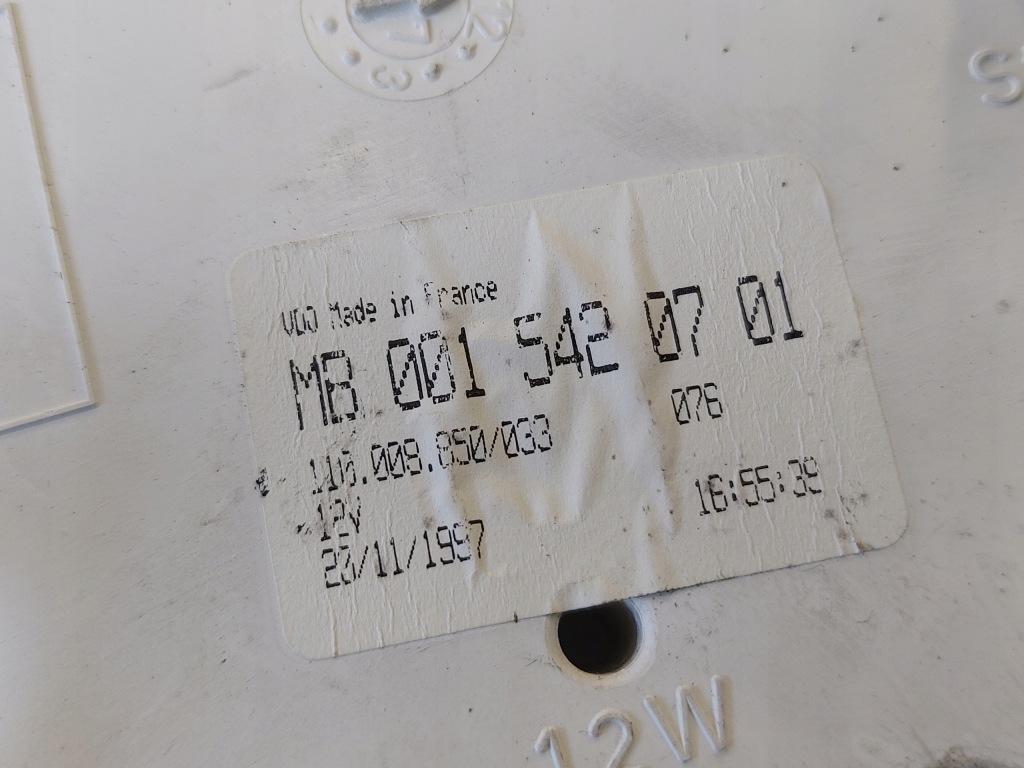 VDO Made in France
MB 001 542 07 01
110.008.850/033 076
12V
16:55:39
20/11/1997
12W